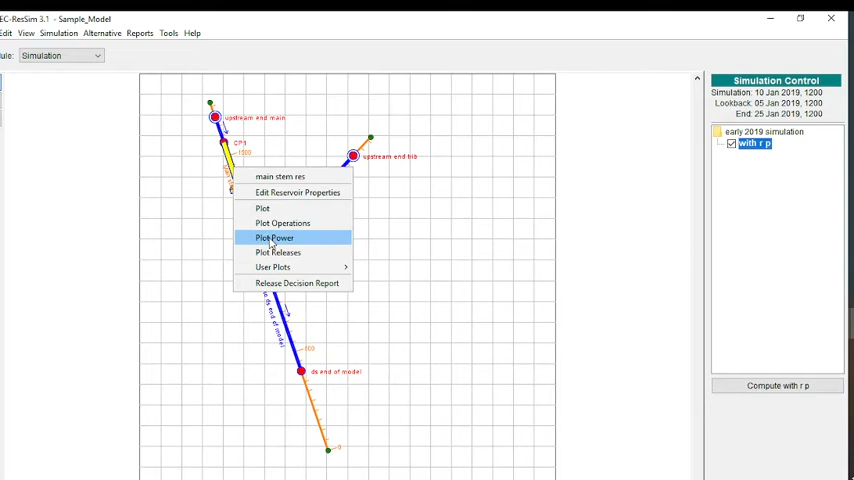 EC-ResSim 3.1 - Sample_Model
Edit View Simulation Alternative Reports Tools Help
ule: Simulation
Simulation Control
Simulation: 10 Jan 2019, 1200
Lookback: 05 Jan 2019, 1200
End: 25 Jan 2019, 1200
early 2019 simulation
with r p
Compute with r p
upstream end main
CP1
1500
upstream end trib
main stem res
Edit Reservoir Properties
Plot
Plot Operations
Plot Power
Plot Releases
User Plots
Release Decision Report
ds end of model
500
ds end of model
0